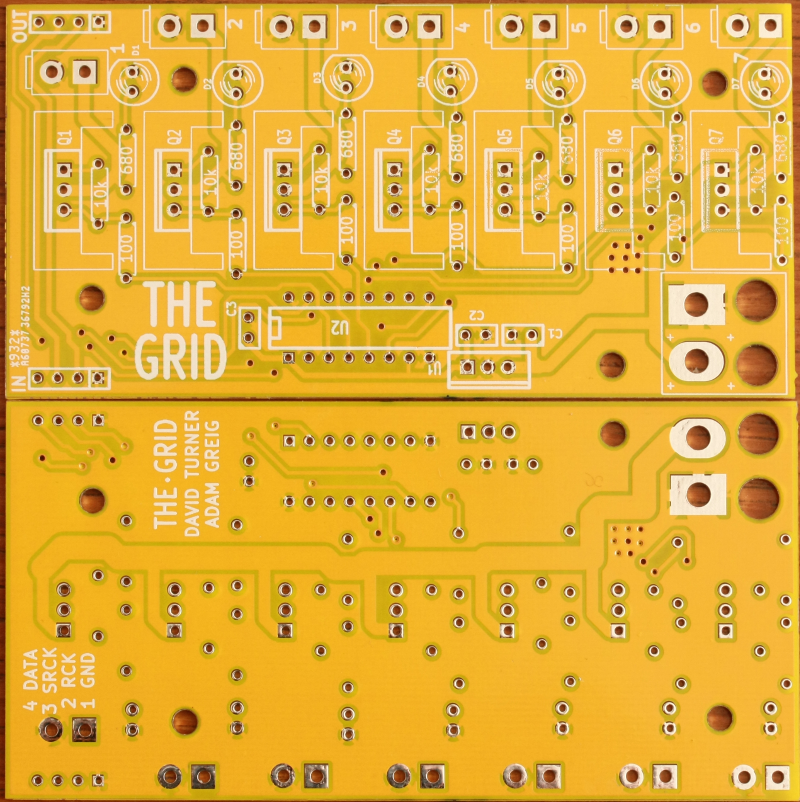 OUT
1
2
3
4
5
6
7
D1
D2
D3
D4
D5
D6
D7
Q1
Q2
Q3
Q4
Q5
Q6
Q7
680
680
680
680
680
680
680
10k
10k
10k
10k
10k
10k
10k
100
100
100
100
100
100
100
THE
GRID
C3
U2
C2
C1
U1
+ +
+ +
IN
THE·GRID
DAVID TURNER
ADAM GREIG
4 DATA
3 SRCK
2 RCK
1 GND